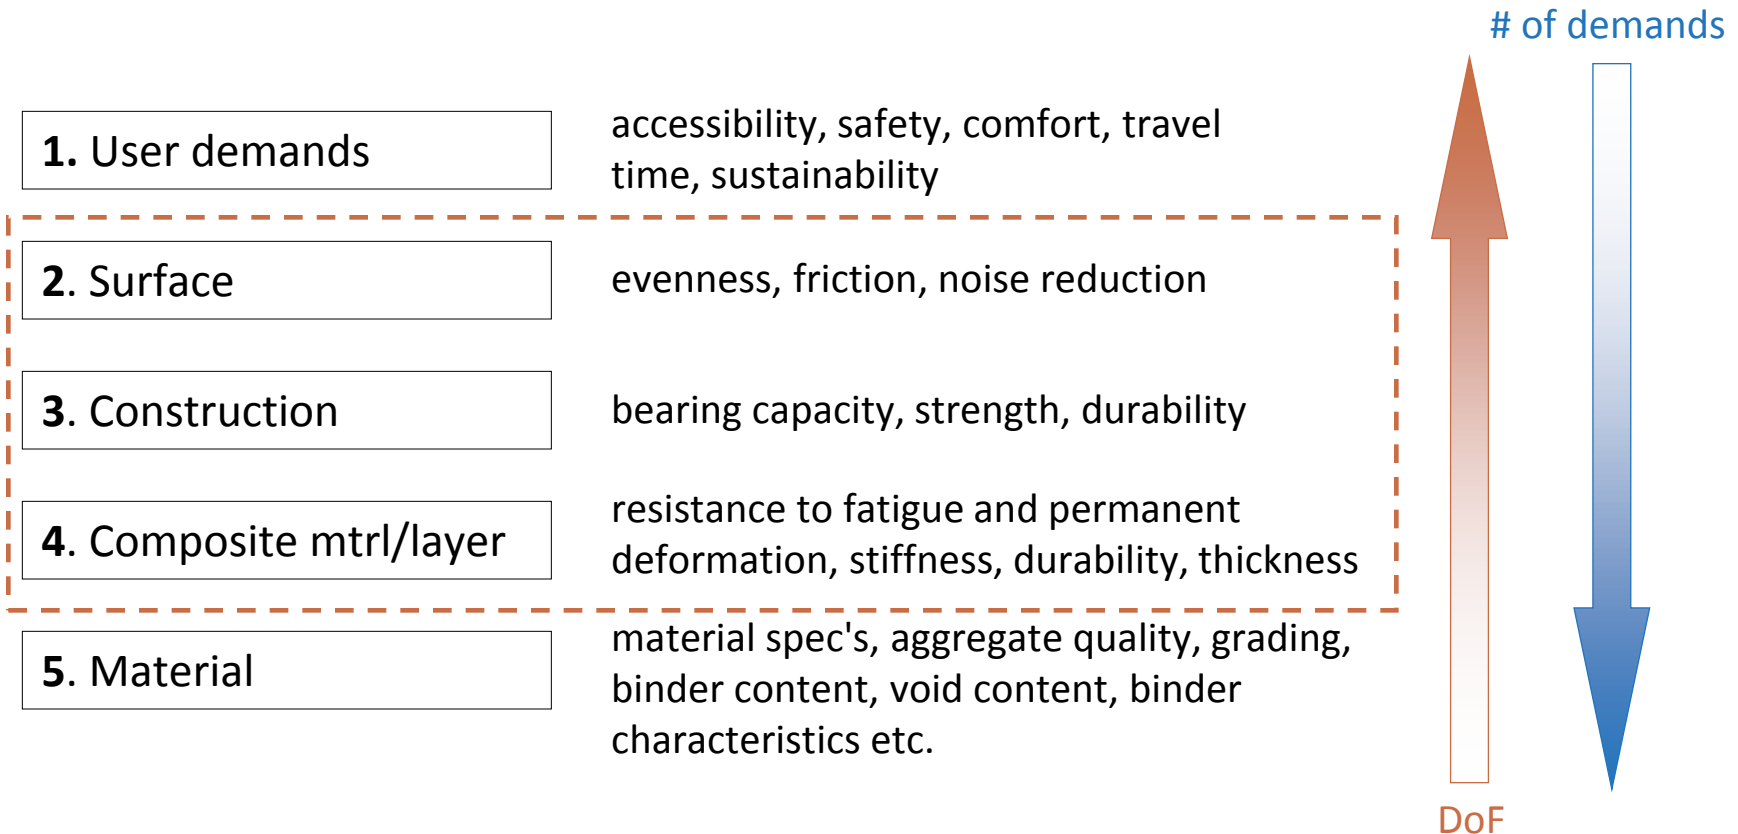 # of demands
1. User demands
accessibility, safety, comfort, travel
time, sustainability
2. Surface
evenness, friction, noise reduction
3. Construction
bearing capacity, strength, durability
4. Composite mtrl/layer
resistance to fatigue and permanent
deformation, stiffness, durability, thickness
5. Material
material spec's, aggregate quality, grading,
binder content, void content, binder
characteristics etc.
DoF